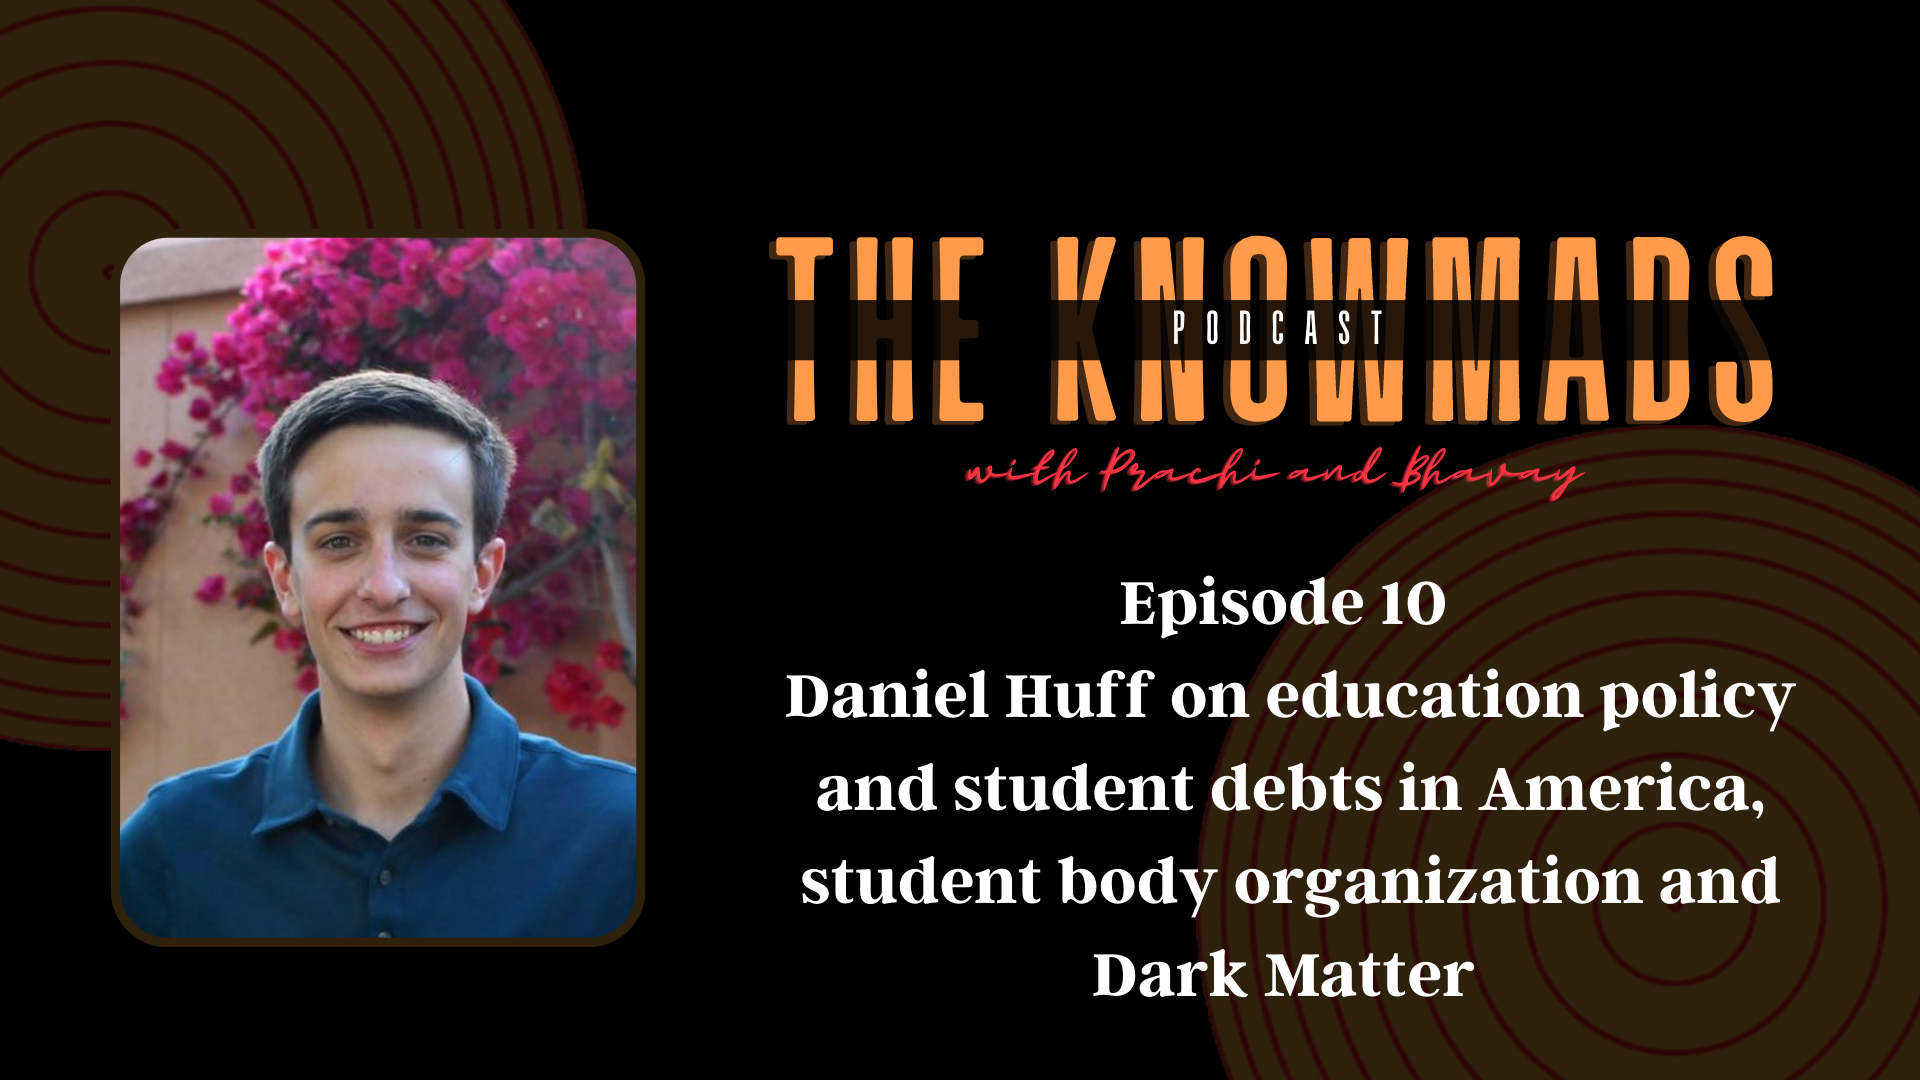 THE KNOWMADS
PODCAST
with Prachi and Bhavay
Episode 10
Daniel Huff on education policy
and student debts in America,
student body organization and
Dark Matter